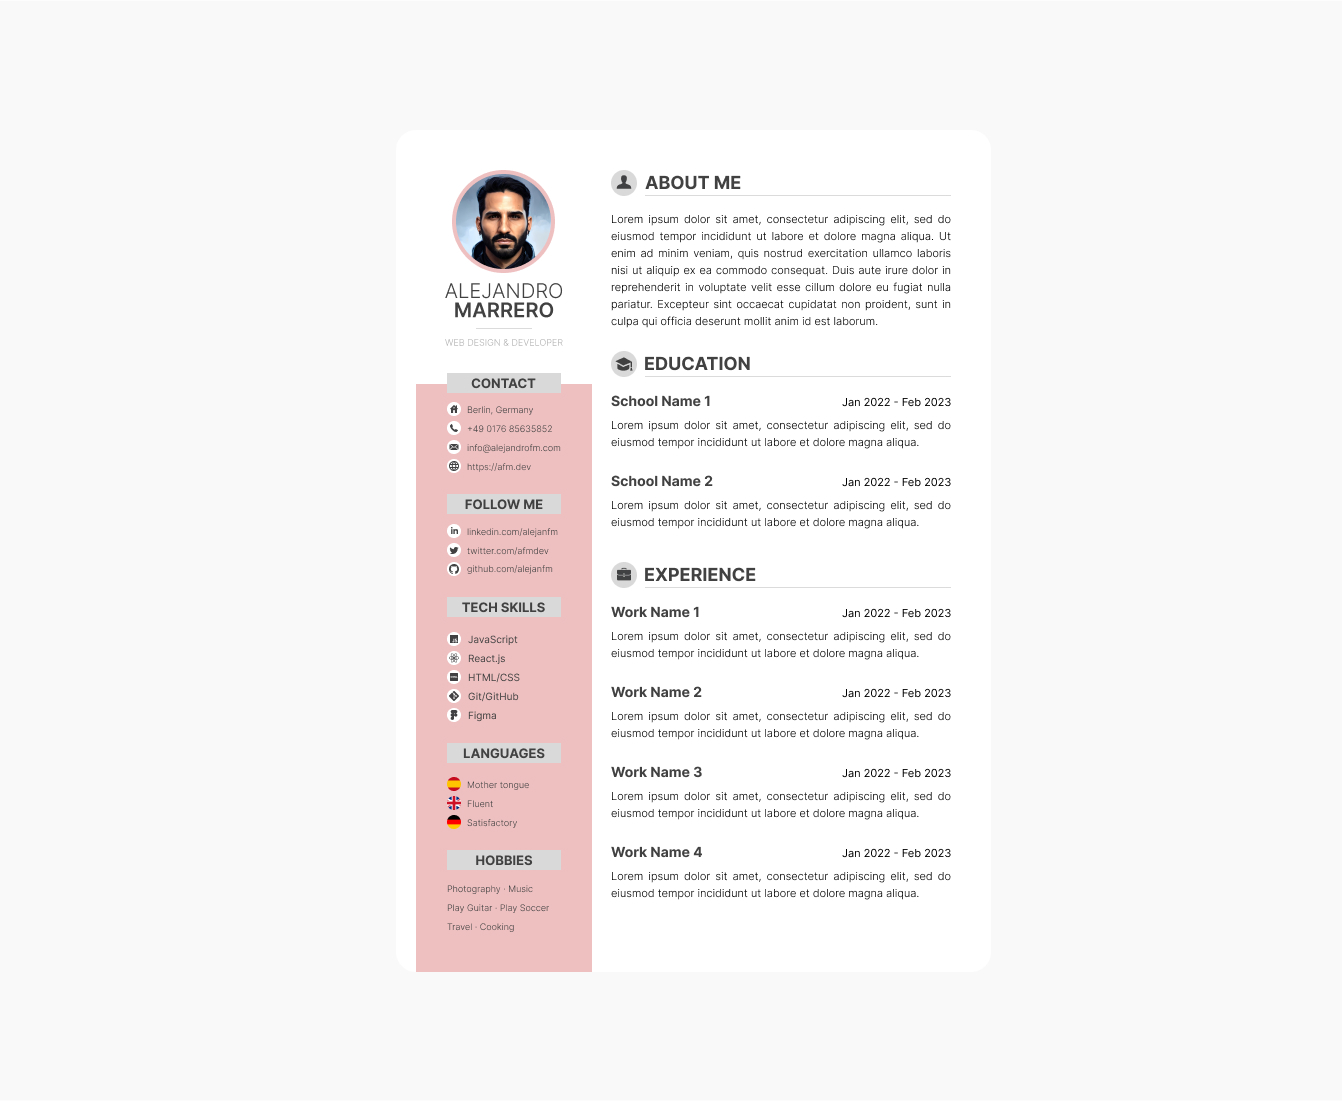 ALEJANDRO
MARRERO
WEB DESIGN & DEVELOPER
CONTACT
Berlin, Germany
+49 0176 85635852
info@alejandrofm.com
https://afm.dev
FOLLOW ME
linkedin.com/alejanfm
twitter.com/afmdev
github.com/alejanfm
TECH SKILLS
JavaScript
React.js
HTML/CSS
Git/GitHub
Figma
LANGUAGES
Mother tongue
Fluent
Satisfactory
HOBBIES
Photography · Music
Play Guitar · Play Soccer
Travel · Cooking
ABOUT ME
Lorem ipsum dolor sit amet, consectetur adipiscing elit, sed do
eiusmod tempor incididunt ut labore et dolore magna aliqua. Ut
enim ad minim veniam, quis nostrud exercitation ullamco laboris
nisi ut aliquip ex ea commodo consequat. Duis aute irure dolor in
reprehenderit in voluptate velit esse cillum dolore eu fugiat nulla
pariatur. Excepteur sint occaecat cupidatat non proident, sunt in
culpa qui officia deserunt mollit anim id est laborum.
EDUCATION
School Name 1 Jan 2022 - Feb 2023
Lorem ipsum dolor sit amet, consectetur adipiscing elit, sed do
eiusmod tempor incididunt ut labore et dolore magna aliqua.
School Name 2 Jan 2022 - Feb 2023
Lorem ipsum dolor sit amet, consectetur adipiscing elit, sed do
eiusmod tempor incididunt ut labore et dolore magna aliqua.
EXPERIENCE
Work Name 1 Jan 2022 - Feb 2023
Lorem ipsum dolor sit amet, consectetur adipiscing elit, sed do
eiusmod tempor incididunt ut labore et dolore magna aliqua.
Work Name 2 Jan 2022 - Feb 2023
Lorem ipsum dolor sit amet, consectetur adipiscing elit, sed do
eiusmod tempor incididunt ut labore et dolore magna aliqua.
Work Name 3 Jan 2022 - Feb 2023
Lorem ipsum dolor sit amet, consectetur adipiscing elit, sed do
eiusmod tempor incididunt ut labore et dolore magna aliqua.
Work Name 4 Jan 2022 - Feb 2023
Lorem ipsum dolor sit amet, consectetur adipiscing elit, sed do
eiusmod tempor incididunt ut labore et dolore magna aliqua.